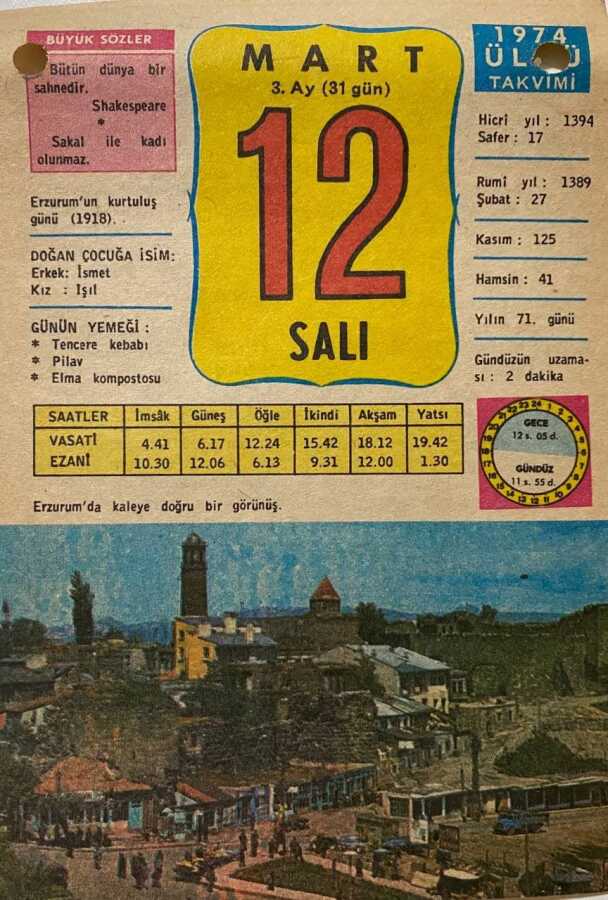 BÜYÜK SÖZLER
Bütün dünya bir
sahnedir.
Shakespeare
*
Sakal ile kadı
olunmaz.
Erzurum'un kurtuluş
günü (1918).
DOĞAN ÇOCUĞA İSİM:
Erkek: İsmet
Kız : Işıl
GÜNÜN YEMEĞİ :
* Tencere kebabı
* Pilav
* Elma kompostosu
MART
3. Ay (31 gün)
12
SALI
1974
TAKVİMİ
Hicrî yıl : 1394
Safer : 17
Rumî yıl : 1389
Şubat : 27
Kasım : 125
Hamsin : 41
Yılın 71. günü
Gündüzün uzama-
sı : 2 dakika
SAATLER İmsâk Güneş Öğle İkindi Akşam Yatsı
VASATİ 4.41 6.17 12.24 15.42 18.12 19.42
EZANİ 10.30 12.06 6.13 9.31 12.00 1.30
GECE
12 s. 05 d.
GÜNDÜZ
11 s. 55 d.
Erzurum'da kaleye doğru bir görünüş.